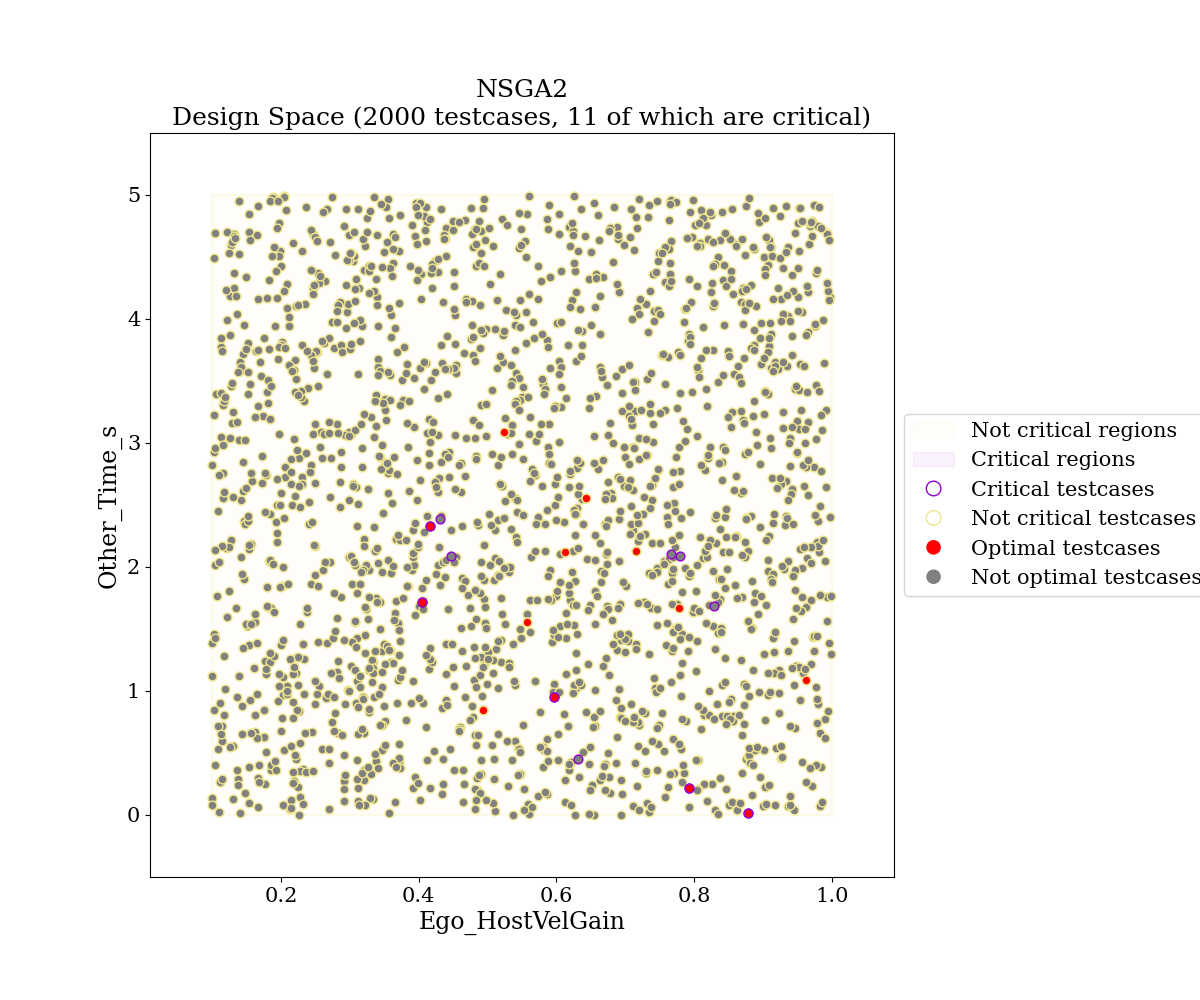 NSGA2
Design Space (2000 testcases, 11 of which are critical)
Other_Time_s
5
4
3
2
1
0
0.2
0.4
0.6
0.8
1.0
Ego_HostVelGain
Not critical regions
Critical regions
Critical testcases
Not critical testcases
Optimal testcases
Not optimal testcases